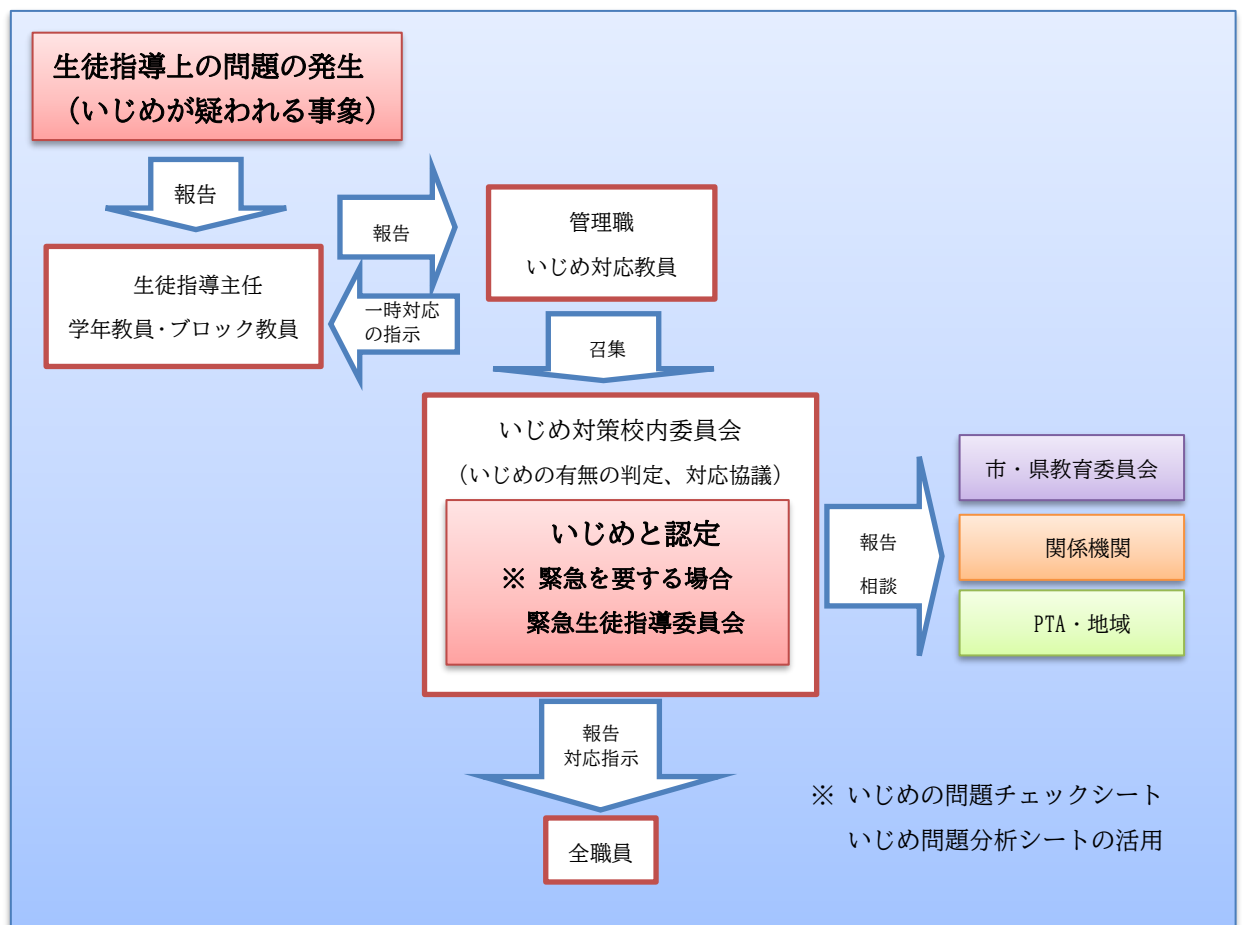 生徒指導上の問題の発生
（いじめが疑われる事象）
報告
生徒指導主任
学年教員・ブロック教員
報告
一時対応
の指示
管理職
いじめ対応教員
召集
いじめ対策校内委員会
（いじめの有無の判定、対応協議）
いじめと認定
※ 緊急を要する場合
緊急生徒指導委員会
報告
相談
市・県教育委員会
関係機関
PTA・地域
報告
対応指示
全職員
※ いじめの問題チェックシート
いじめ問題分析シートの活用